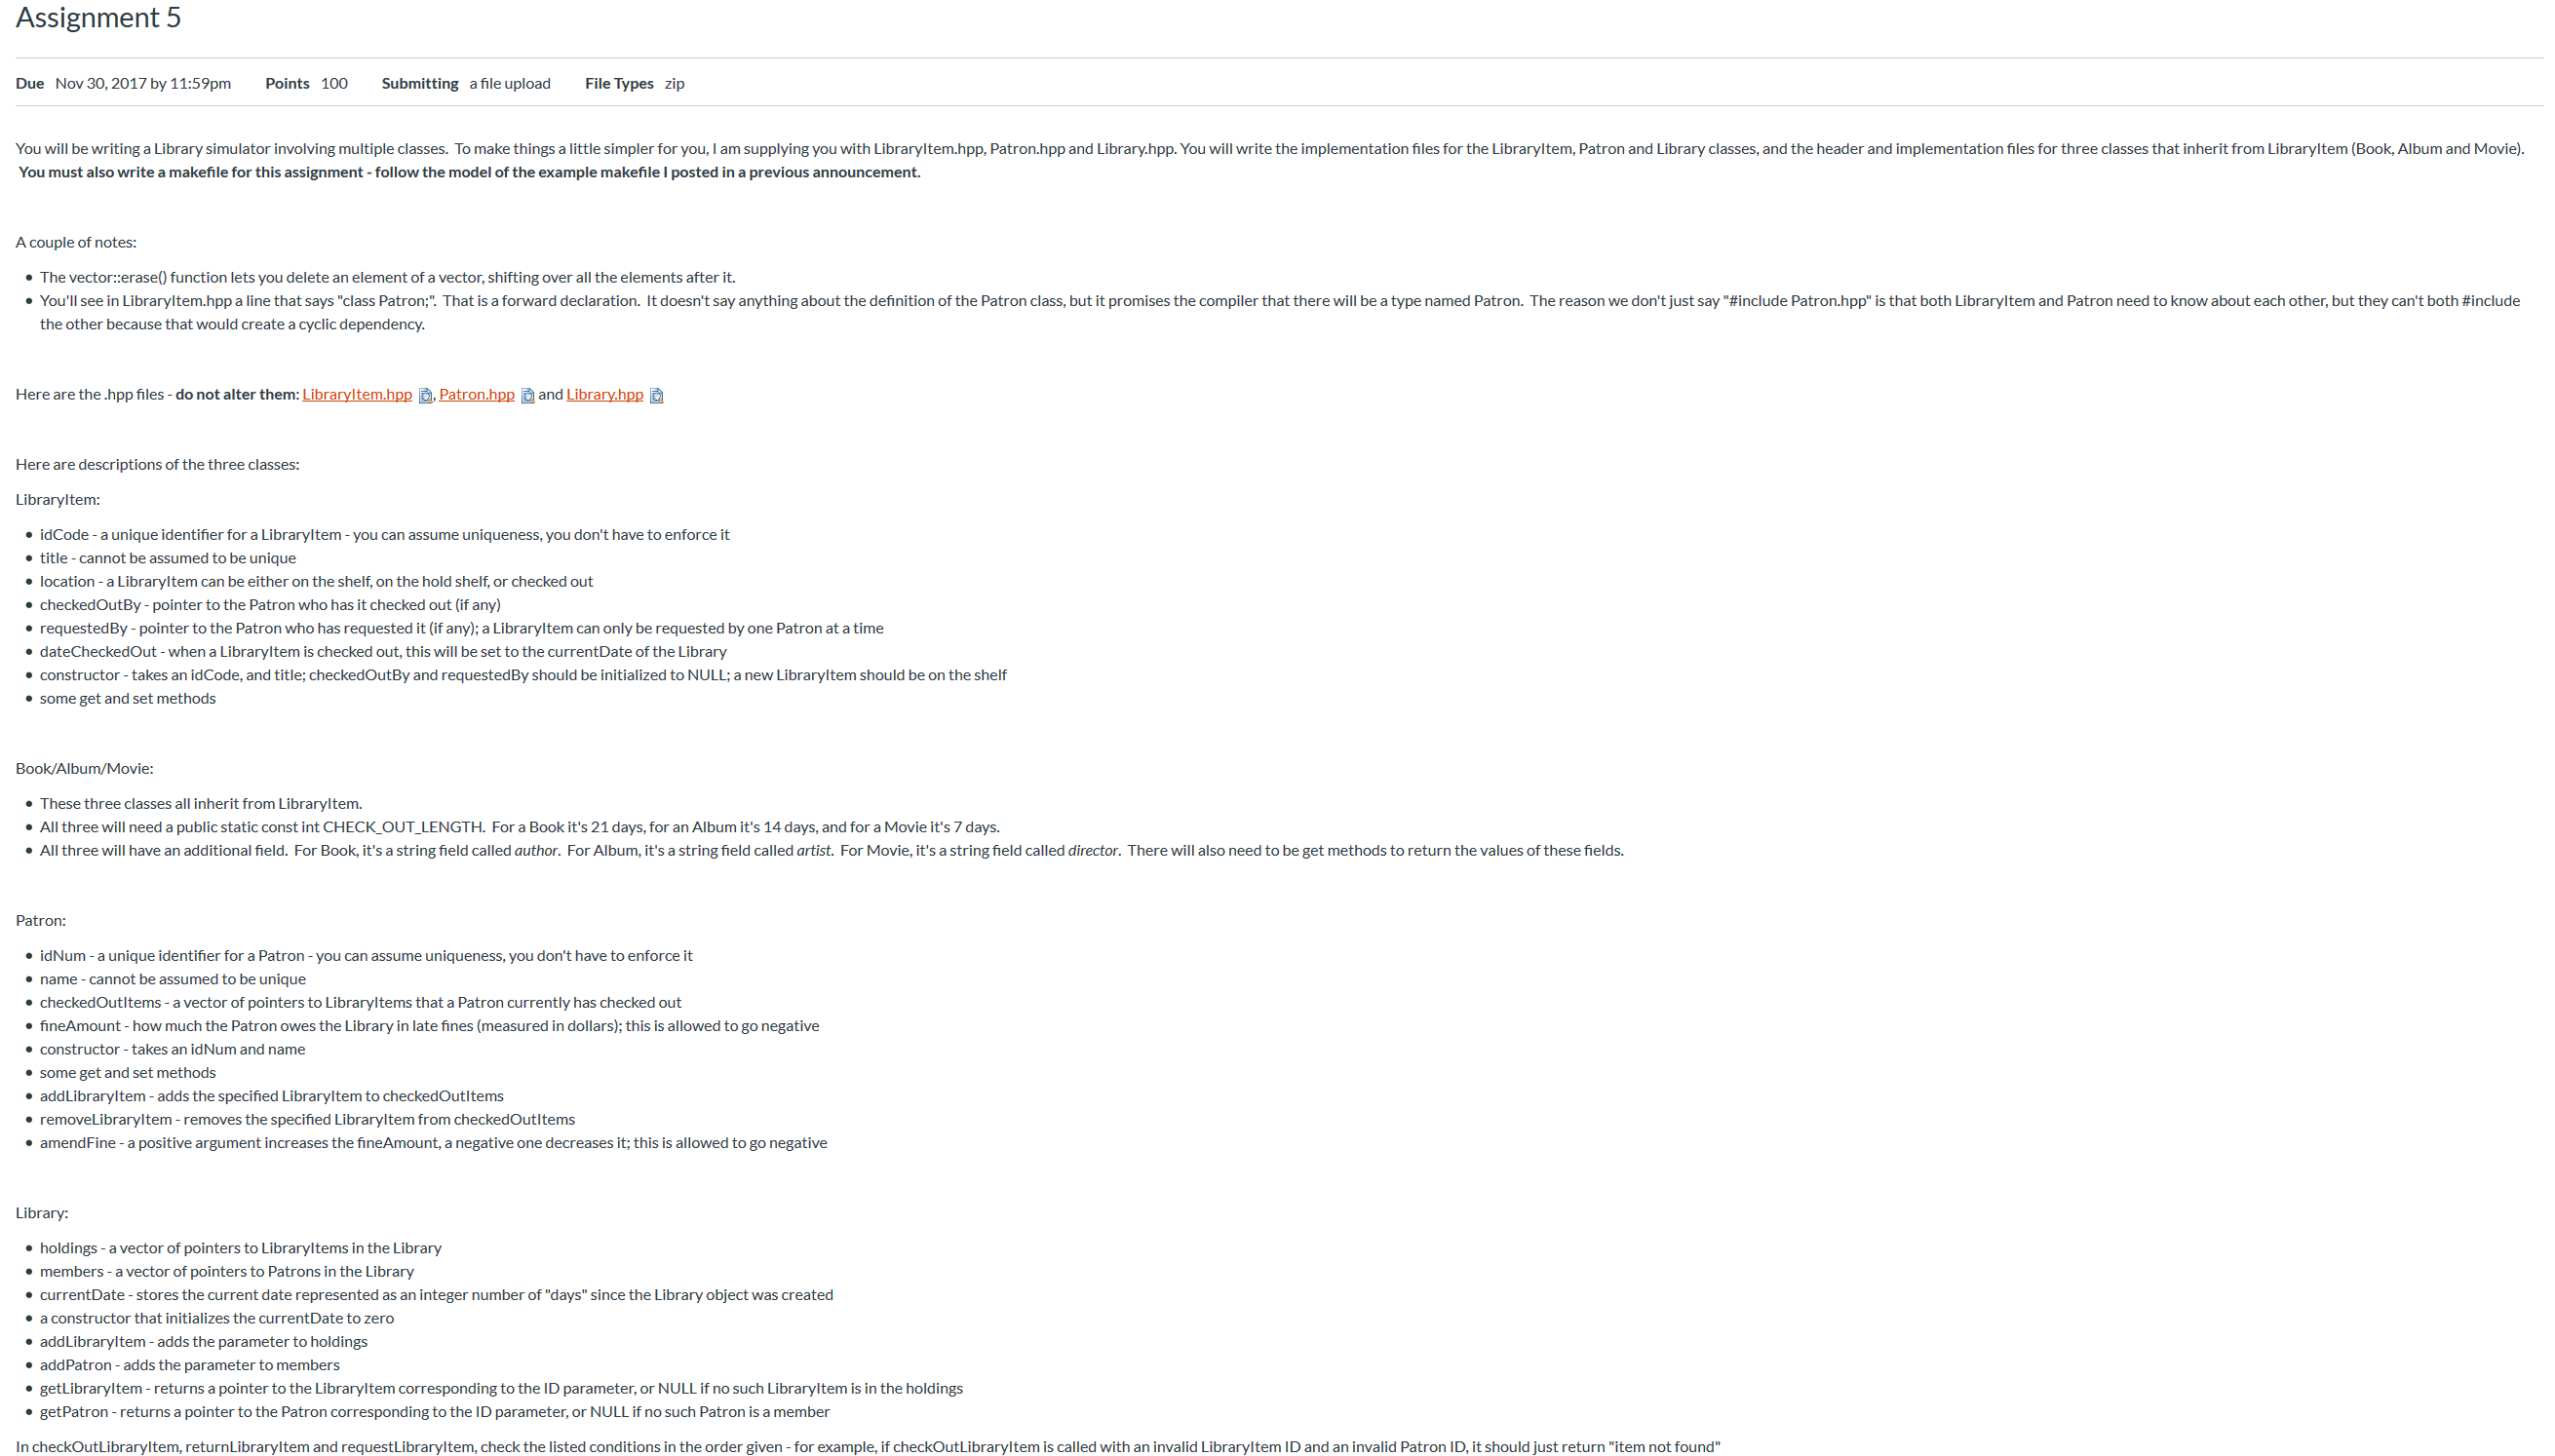 Assignment 5
Due Nov 30, 2017 by 11:59pm Points 100 Submitting a file upload File Types zip
You will be writing a Library simulator involving multiple classes. To make things a little simpler for you, I am supplying you with LibraryItem.hpp, Patron.hpp and Library.hpp. You will write the implementation files for the LibraryItem, Patron and Library classes, and the header and implementation files for three classes that inherit from LibraryItem (Book, Album and Movie).
You must also write a makefile for this assignment - follow the model of the example makefile I posted in a previous announcement.
A couple of notes:
• The vector::erase() function lets you delete an element of a vector, shifting over all the elements after it.
• You'll see in LibraryItem.hpp a line that says "class Patron;". That is a forward declaration. It doesn't say anything about the definition of the Patron class, but it promises the compiler that there will be a type named Patron. The reason we don't just say "#include Patron.hpp" is that both LibraryItem and Patron need to know about each other, but they can't both #include
the other because that would create a cyclic dependency.
Here are the .hpp files - do not alter them: LibraryItem.hpp , Patron.hpp and Library.hpp
Here are descriptions of the three classes:
LibraryItem:
• idCode - a unique identifier for a LibraryItem - you can assume uniqueness, you don't have to enforce it
• title - cannot be assumed to be unique
• location - a LibraryItem can be either on the shelf, on the hold shelf, or checked out
• checkedOutBy - pointer to the Patron who has it checked out (if any)
• requestedBy - pointer to the Patron who has requested it (if any); a LibraryItem can only be requested by one Patron at a time
• dateCheckedOut - when a LibraryItem is checked out, this will be set to the currentDate of the Library
• constructor - takes an idCode, and title; checkedOutBy and requestedBy should be initialized to NULL; a new LibraryItem should be on the shelf
• some get and set methods
Book/Album/Movie:
• These three classes all inherit from LibraryItem.
• All three will need a public static const int CHECK_OUT_LENGTH. For a Book it's 21 days, for an Album it's 14 days, and for a Movie it's 7 days.
• All three will have an additional field. For Book, it's a string field called author. For Album, it's a string field called artist. For Movie, it's a string field called director. There will also need to be get methods to return the values of these fields.
Patron:
• idNum - a unique identifier for a Patron - you can assume uniqueness, you don't have to enforce it
• name - cannot be assumed to be unique
• checkedOutItems - a vector of pointers to LibraryItems that a Patron currently has checked out
• fineAmount - how much the Patron owes the Library in late fines (measured in dollars); this is allowed to go negative
• constructor - takes an idNum and name
• some get and set methods
• addLibraryItem - adds the specified LibraryItem to checkedOutItems
• removeLibraryItem - removes the specified LibraryItem from checkedOutItems
• amendFine - a positive argument increases the fineAmount, a negative one decreases it; this is allowed to go negative
Library:
• holdings - a vector of pointers to LibraryItems in the Library
• members - a vector of pointers to Patrons in the Library
• currentDate - stores the current date represented as an integer number of "days" since the Library object was created
• a constructor that initializes the currentDate to zero
• addLibraryItem - adds the parameter to holdings
• addPatron - adds the parameter to members
• getLibraryItem - returns a pointer to the LibraryItem corresponding to the ID parameter, or NULL if no such LibraryItem is in the holdings
• getPatron - returns a pointer to the Patron corresponding to the ID parameter, or NULL if no such Patron is a member
In checkOutLibraryItem, returnLibraryItem and requestLibraryItem, check the listed conditions in the order given - for example, if checkOutLibraryItem is called with an invalid LibraryItem ID and an invalid Patron ID, it should just return "item not found"